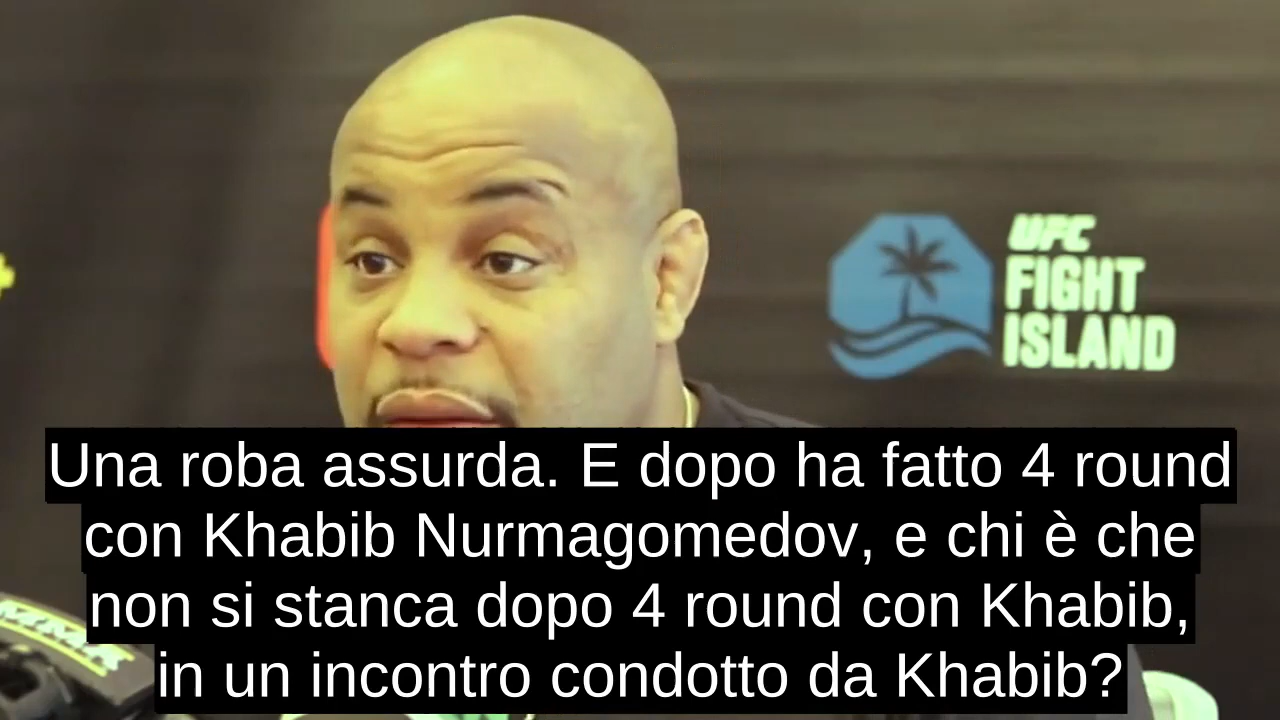 UFC
FIGHT
ISLAND
Una roba assurda. E dopo ha fatto 4 round
con Khabib Nurmagomedov, e chi è che
non si stanca dopo 4 round con Khabib,
in un incontro condotto da Khabib?